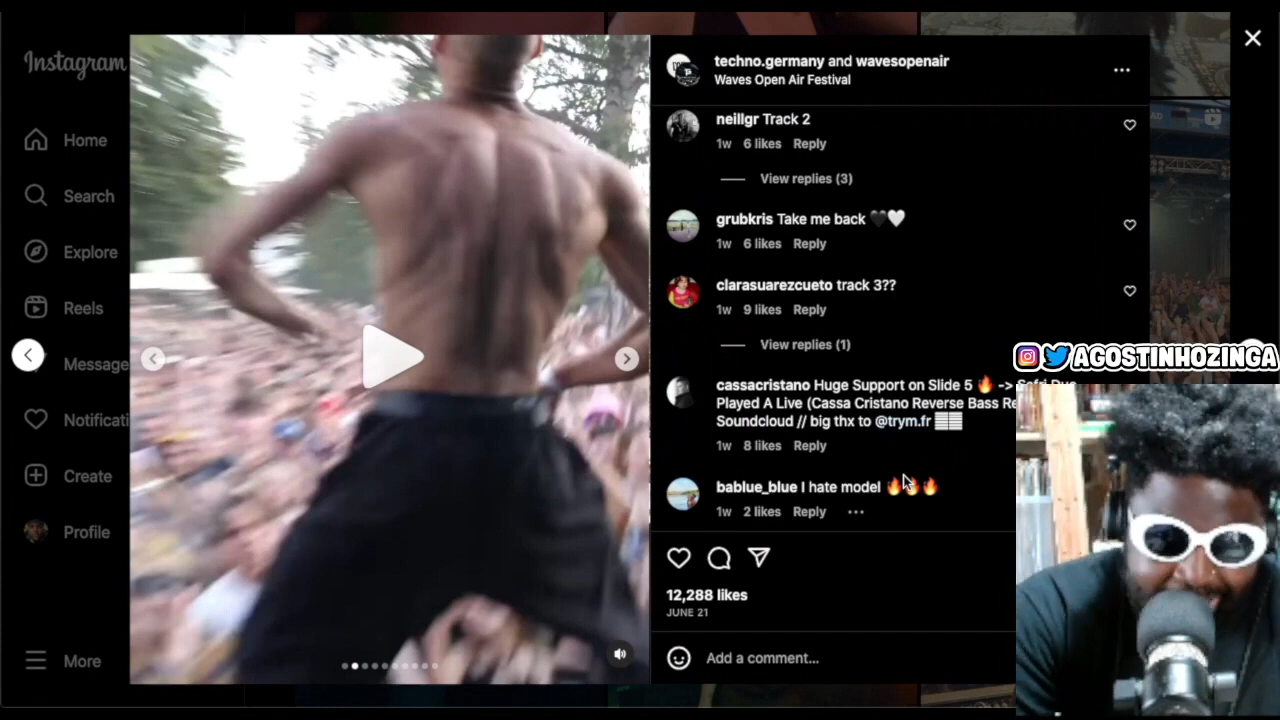 Instagram
Home
Search
Explore
Reels
Message
Notificati
Create
Profile
More
techno.germany and wavesopenair
Waves Open Air Festival
neillgr Track 2
1w 6 likes Reply
View replies (3)
grubkris Take me back 🖤🤍
1w 6 likes Reply
clarasuarezcueto track 3??
1w 9 likes Reply
View replies (1)
cassacristano Huge Support on Slide 5 🔥 ->
Played A Live (Cassa Cristano Reverse Bass Re
Soundcloud // big thx to @trym.fr
1w 8 likes Reply
bablue_blue I hate model 🔥🔥🔥
1w 2 likes Reply
12,288 likes
JUNE 21
Add a comment...
AGOSTINHOZINGA